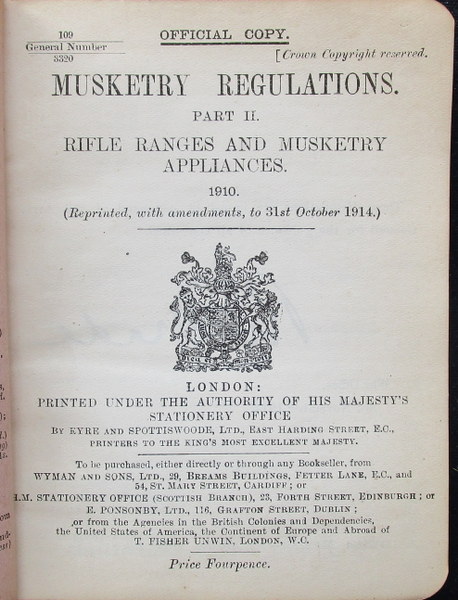 109
General Number
5320
OFFICIAL COPY.
[Crown Copyright reserved.
MUSKETRY REGULATIONS.
PART II.
RIFLE RANGES AND MUSKETRY
APPLIANCES.
1910.
(Reprinted, with amendments, to 31st October 1914.)
LONDON:
PRINTED UNDER THE AUTHORITY OF HIS MAJESTY'S
STATIONERY OFFICE
BY EYRE AND SPOTTISWOODE, LTD., EAST HARDING STREET, E.C.,
PRINTERS TO THE KING'S MOST EXCELLENT MAJESTY.
To be purchased, either directly or through any Bookseller, from
WYMAN AND SONS, LTD., 29, BREAMS BUILDINGS, FETTER LANE, E.C., and
54, ST. MARY STREET, CARDIFF; or
H.M. STATIONERY OFFICE (SCOTTISH BRANCH), 23, FORTH STREET, EDINBURGH; or
E. PONSONBY, LTD., 116, GRAFTON STREET, DUBLIN;
or from the Agencies in the British Colonies and Dependencies,
the United States of America, the Continent of Europe and Abroad of
T. FISHER UNWIN, LONDON, W.C.
Price Fourpence.